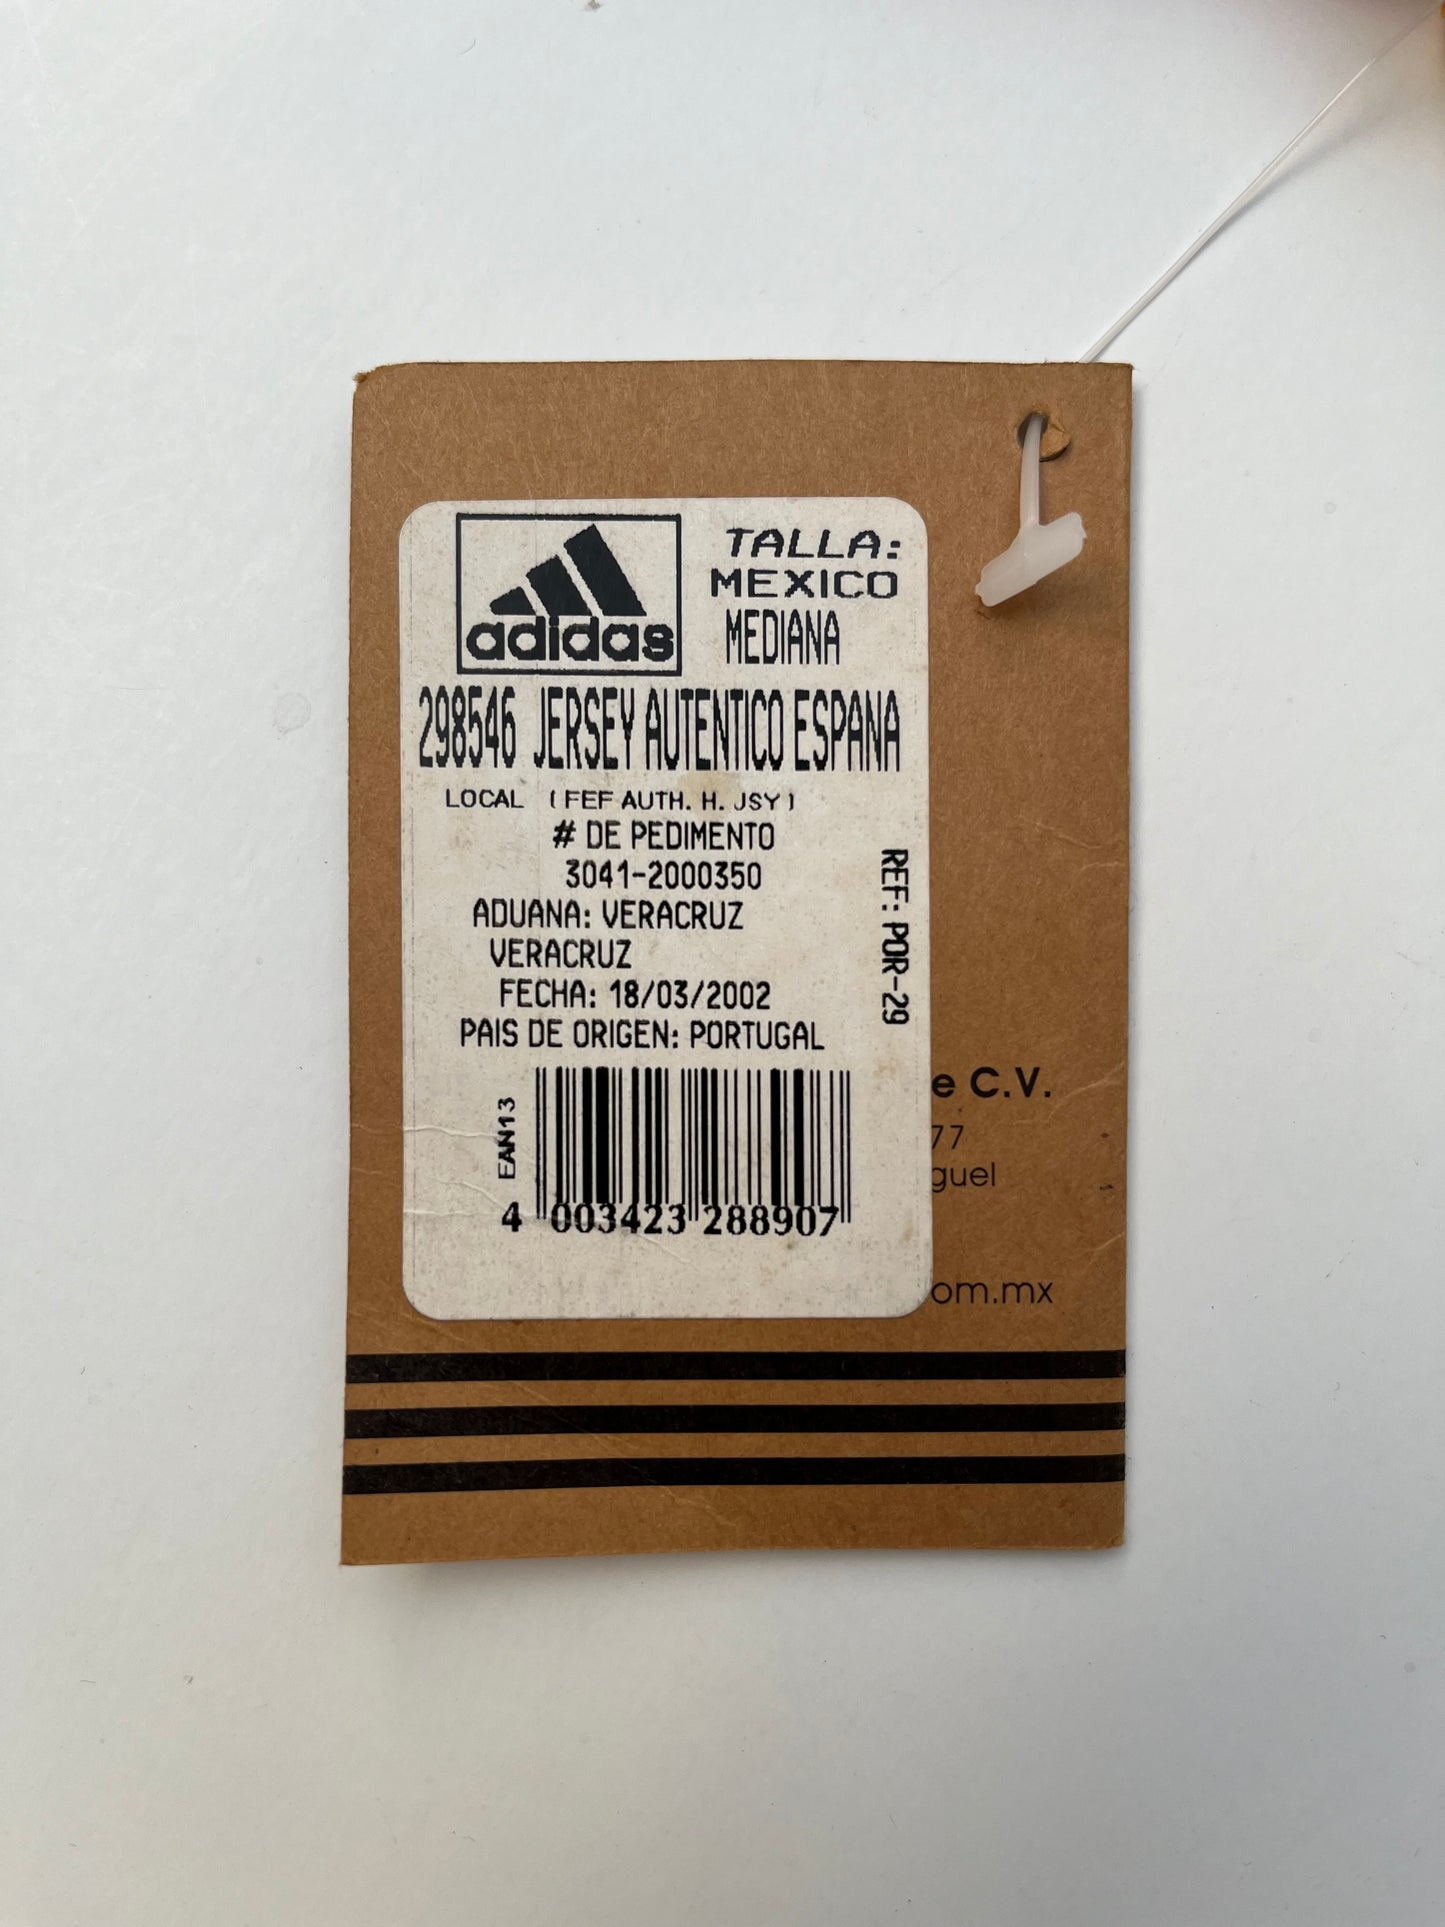 adidas
TALLA:
MEXICO
MEDIANA
298546 JERSEY AUTENTICO ESPANA
LOCAL (FEF AUTH. H. JSY)
# DE PEDIMENTO
3041-2000350
ADUANA: VERACRUZ
VERACRUZ
FECHA: 18/03/2002
PAIS DE ORIGEN: PORTUGAL
REF: POR-29
EAN13
4 003423 288907
e C.V.
77
guel
om.mx